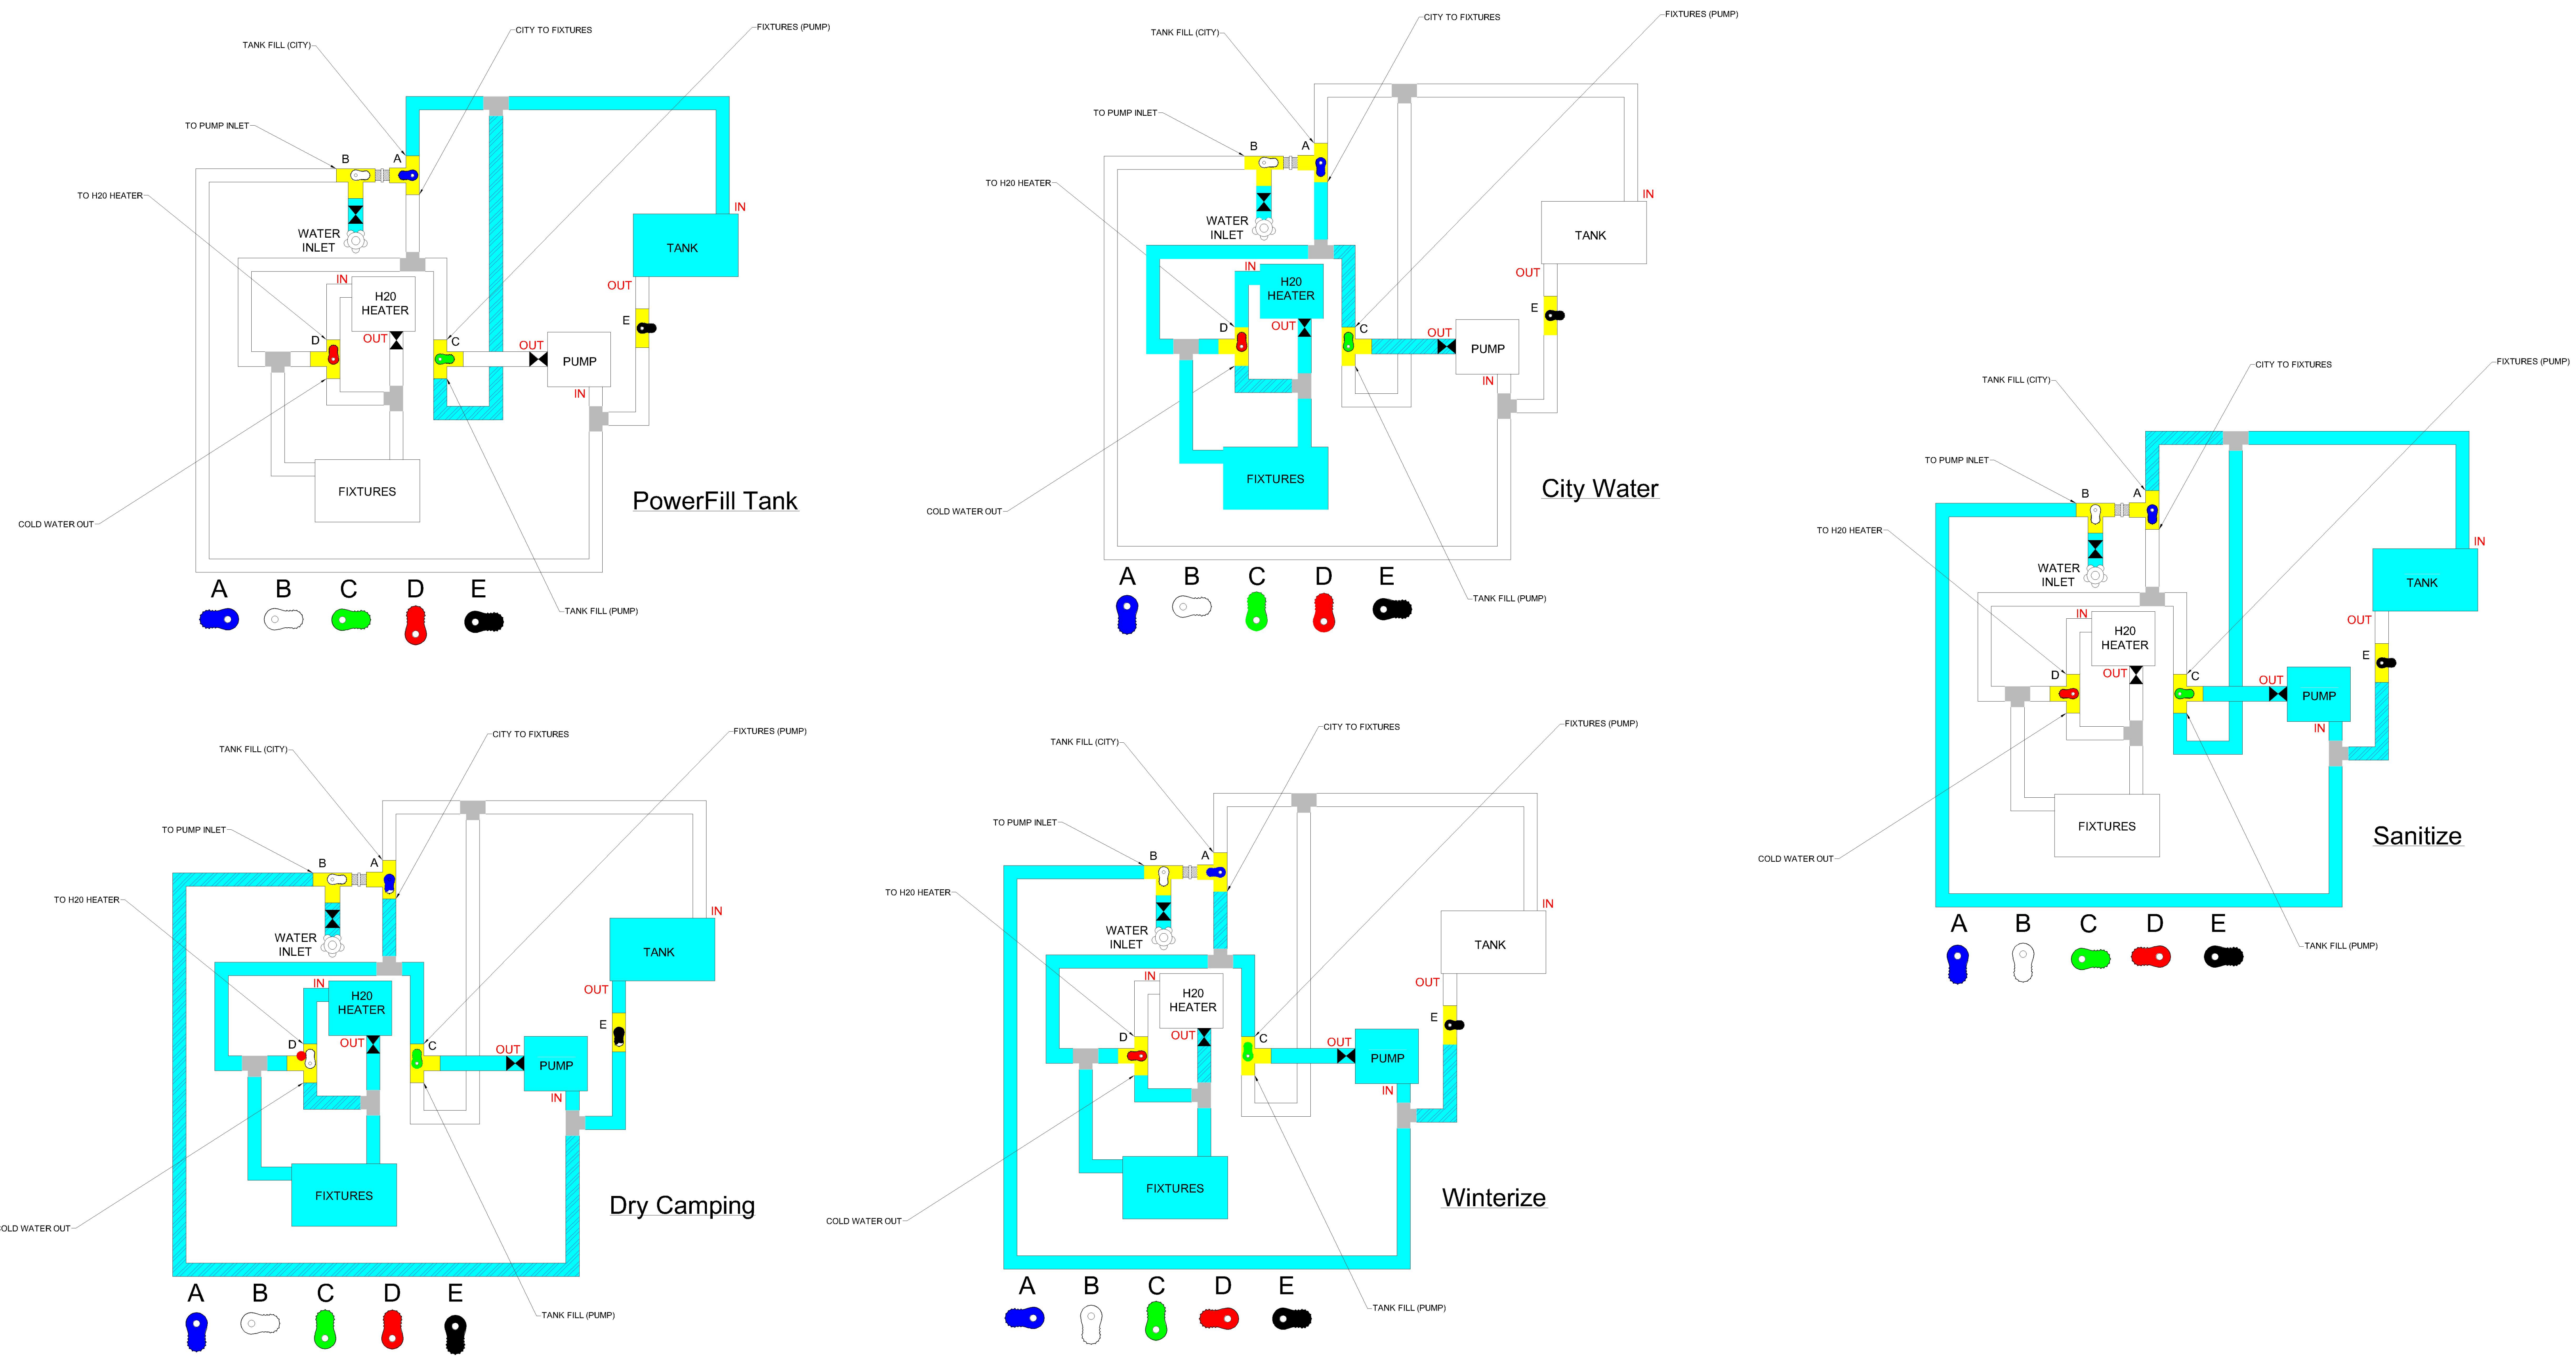 CITY TO FIXTURES
FIXTURES (PUMP)
TANK FILL (CITY)
TO PUMP INLET
B
A
TO H20 HEATER
IN
TANK
WATER
INLET
IN
OUT
H20
HEATER
E
D
OUT
C
OUT
PUMP
IN
FIXTURES
PowerFill Tank
COLD WATER OUT
A
B
C
D
E
TANK FILL (PUMP)
CITY TO FIXTURES
FIXTURES (PUMP)
TANK FILL (CITY)
TO PUMP INLET
B
A
TO H20 HEATER
IN
WATER
INLET
TANK
IN
OUT
H20
HEATER
E
D
OUT
C
OUT
PUMP
IN
FIXTURES
City Water
COLD WATER OUT
A
B
C
D
E
TANK FILL (PUMP)
CITY TO FIXTURES
FIXTURES (PUMP)
TANK FILL (CITY)
TO PUMP INLET
B
A
TO H20 HEATER
IN
WATER
INLET
TANK
IN
OUT
H20
HEATER
E
D
OUT
C
OUT
PUMP
IN
FIXTURES
Sanitize
COLD WATER OUT
A
B
C
D
E
TANK FILL (PUMP)
CITY TO FIXTURES
FIXTURES (PUMP)
TANK FILL (CITY)
TO PUMP INLET
B
A
TO H20 HEATER
IN
WATER
INLET
TANK
IN
OUT
H20
HEATER
E
D
OUT
C
OUT
PUMP
IN
FIXTURES
Dry Camping
COLD WATER OUT
A
B
C
D
E
TANK FILL (PUMP)
CITY TO FIXTURES
FIXTURES (PUMP)
TANK FILL (CITY)
TO PUMP INLET
B
A
TO H20 HEATER
IN
WATER
INLET
TANK
IN
OUT
H20
HEATER
E
D
OUT
C
OUT
PUMP
IN
FIXTURES
Winterize
COLD WATER OUT
A
B
C
D
E
TANK FILL (PUMP)